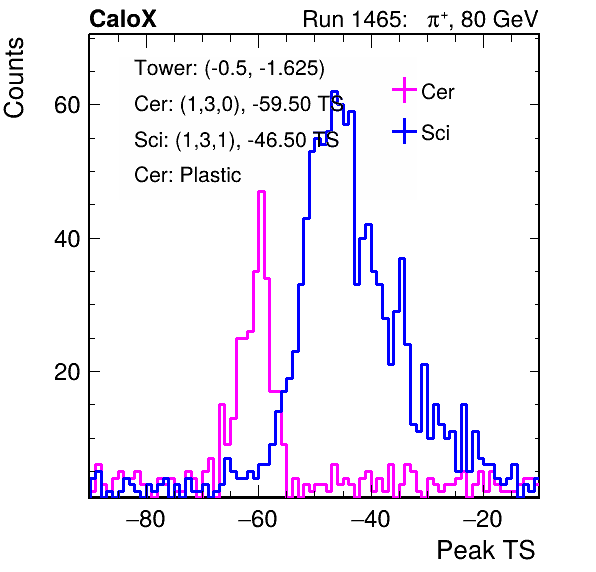 CaloX Run 1465: π⁺, 80 GeV
Counts
Tower: (-0.5, -1.625)
Cer: (1,3,0), -59.50 TS
Sci: (1,3,1), -46.50 TS
Cer: Plastic
Cer
Sci
60
40
20
−80 −60 −40 −20
Peak TS